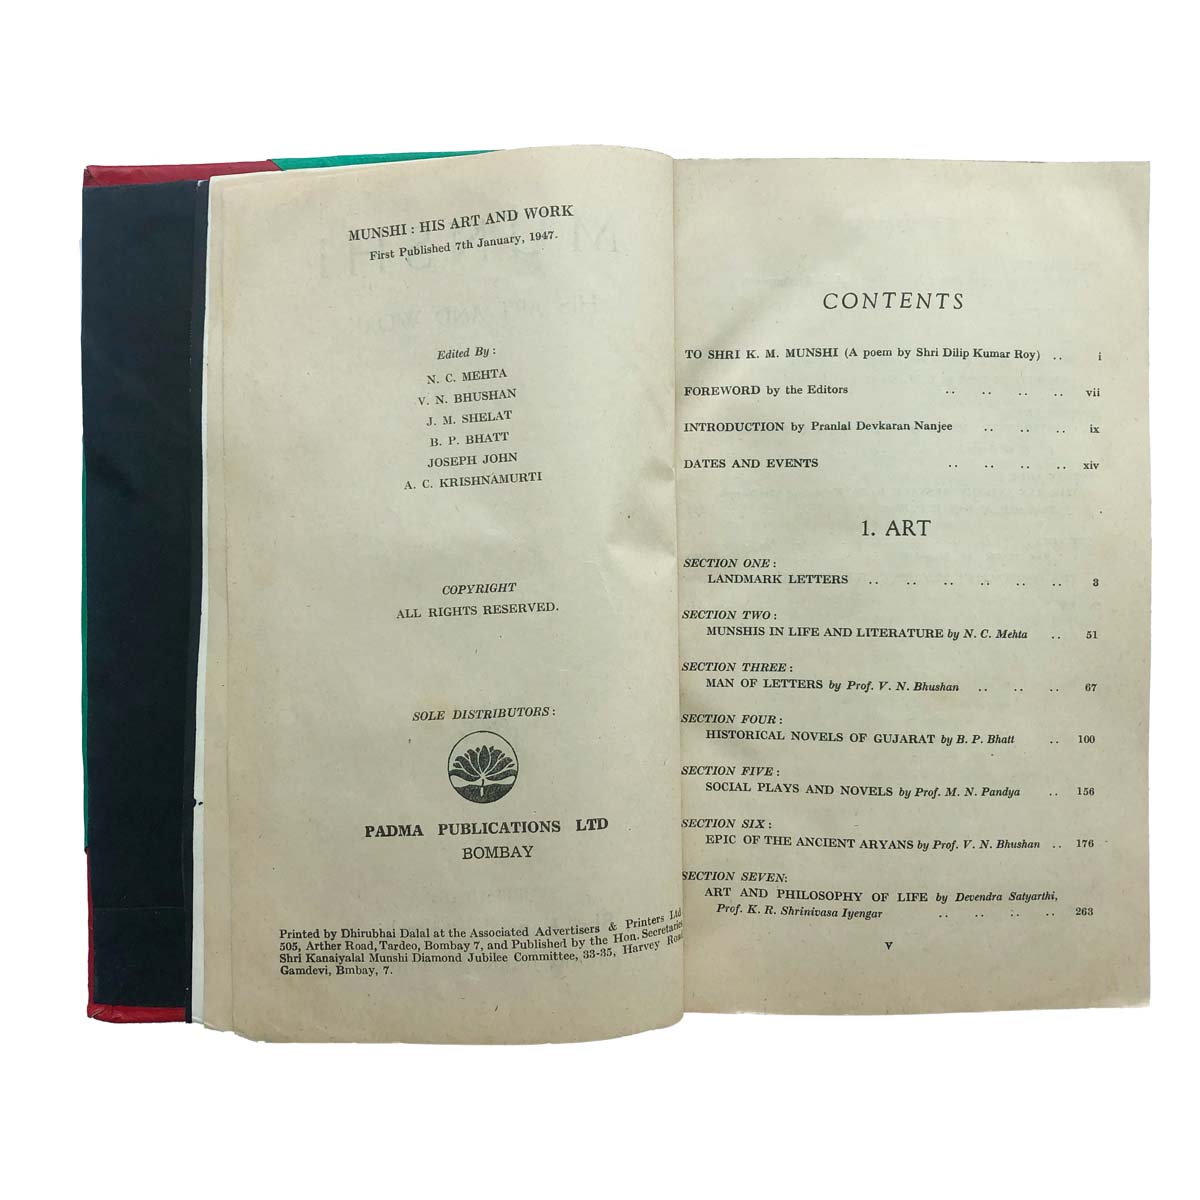 MUNSHI : HIS ART AND WORK
First Published 7th January, 1947.
Edited By :
N. C. MEHTA
V. N. BHUSHAN
J. M. SHELAT
B. P. BHATT
JOSEPH JOHN
A. C. KRISHNAMURTI
COPYRIGHT
ALL RIGHTS RESERVED.
SOLE DISTRIBUTORS :
PADMA PUBLICATIONS LTD
BOMBAY
Printed by Dhirubhai Dalal at the Associated Advertisers & Printers Ltd
505, Arther Road, Tardeo, Bombay 7, and Published by the Hon. Secretaries
Shri Kanaiyalal Munshi Diamond Jubilee Committee, 33-35, Harvey Road
Gamdevi, Bmbay, 7.
CONTENTS
TO SHRI K. M. MUNSHI (A poem by Shri Dilip Kumar Roy) .. i
FOREWORD by the Editors .. .. .. .. vii
INTRODUCTION by Pranlal Devkaran Nanjee .. .. .. ix
DATES AND EVENTS .. .. .. .. xiv
1. ART
SECTION ONE :
LANDMARK LETTERS .. .. .. .. .. 3
SECTION TWO :
MUNSHIS IN LIFE AND LITERATURE by N. C. Mehta .. 51
SECTION THREE :
MAN OF LETTERS by Prof. V. N. Bhushan .. .. .. 67
SECTION FOUR :
HISTORICAL NOVELS OF GUJARAT by B. P. Bhatt .. 100
SECTION FIVE :
SOCIAL PLAYS AND NOVELS by Prof. M. N. Pandya .. 156
SECTION SIX :
EPIC OF THE ANCIENT ARYANS by Prof. V. N. Bhushan .. 176
SECTION SEVEN:
ART AND PHILOSOPHY OF LIFE by Devendra Satyarthi,
Prof. K. R. Shrinivasa Iyengar .. .. .. .. 263
v